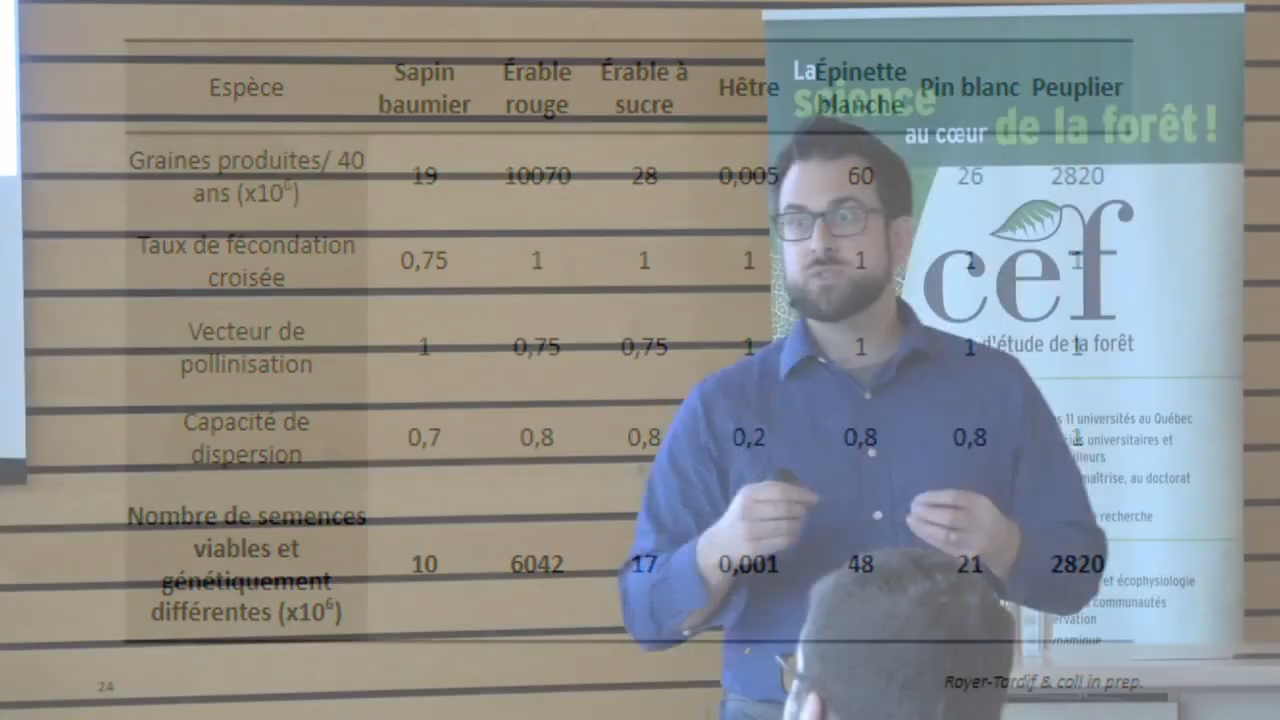 Espèce
Sapin baumier
Érable rouge
Érable à sucre
Hêtre
Épinette blanche
Pin blanc
Peuplier
Graines produites/ 40 ans (x10⁶)
19 10070 28 0,005 60 26 2820
Taux de fécondation croisée
0,75 1 1 1 1 1 1
Vecteur de pollinisation
1 0,75 0,75 1 1 1 1
Capacité de dispersion
0,7 0,8 0,8 0,2 0,8 0,8 1
Nombre de semences viables et génétiquement différentes (x10⁶)
10 6042 17 0,001 48 21 2820
24
Royer-Tardif & coll in prep.
La science
au cœur de la forêt !
cef
d'étude de la forêt
11 universités au Québec
universitaires et
maîtrise, au doctorat
recherche
et écophysiologie
communautés